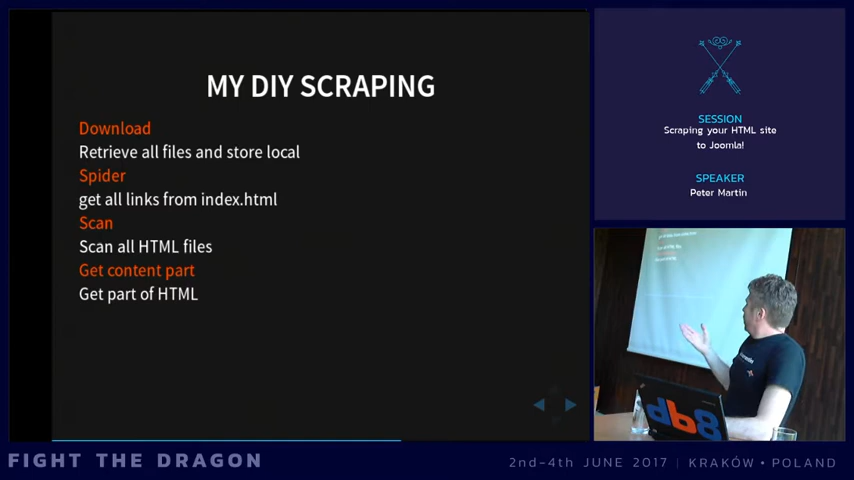 MY DIY SCRAPING
Download
Retrieve all files and store local
Spider
get all links from index.html
Scan
Scan all HTML files
Get content part
Get part of HTML
SESSION
Scraping your HTML site
to Joomla!
SPEAKER
Peter Martin
db8
FIGHT THE DRAGON
2nd-4th JUNE 2017 | KRAKÓW • POLAND